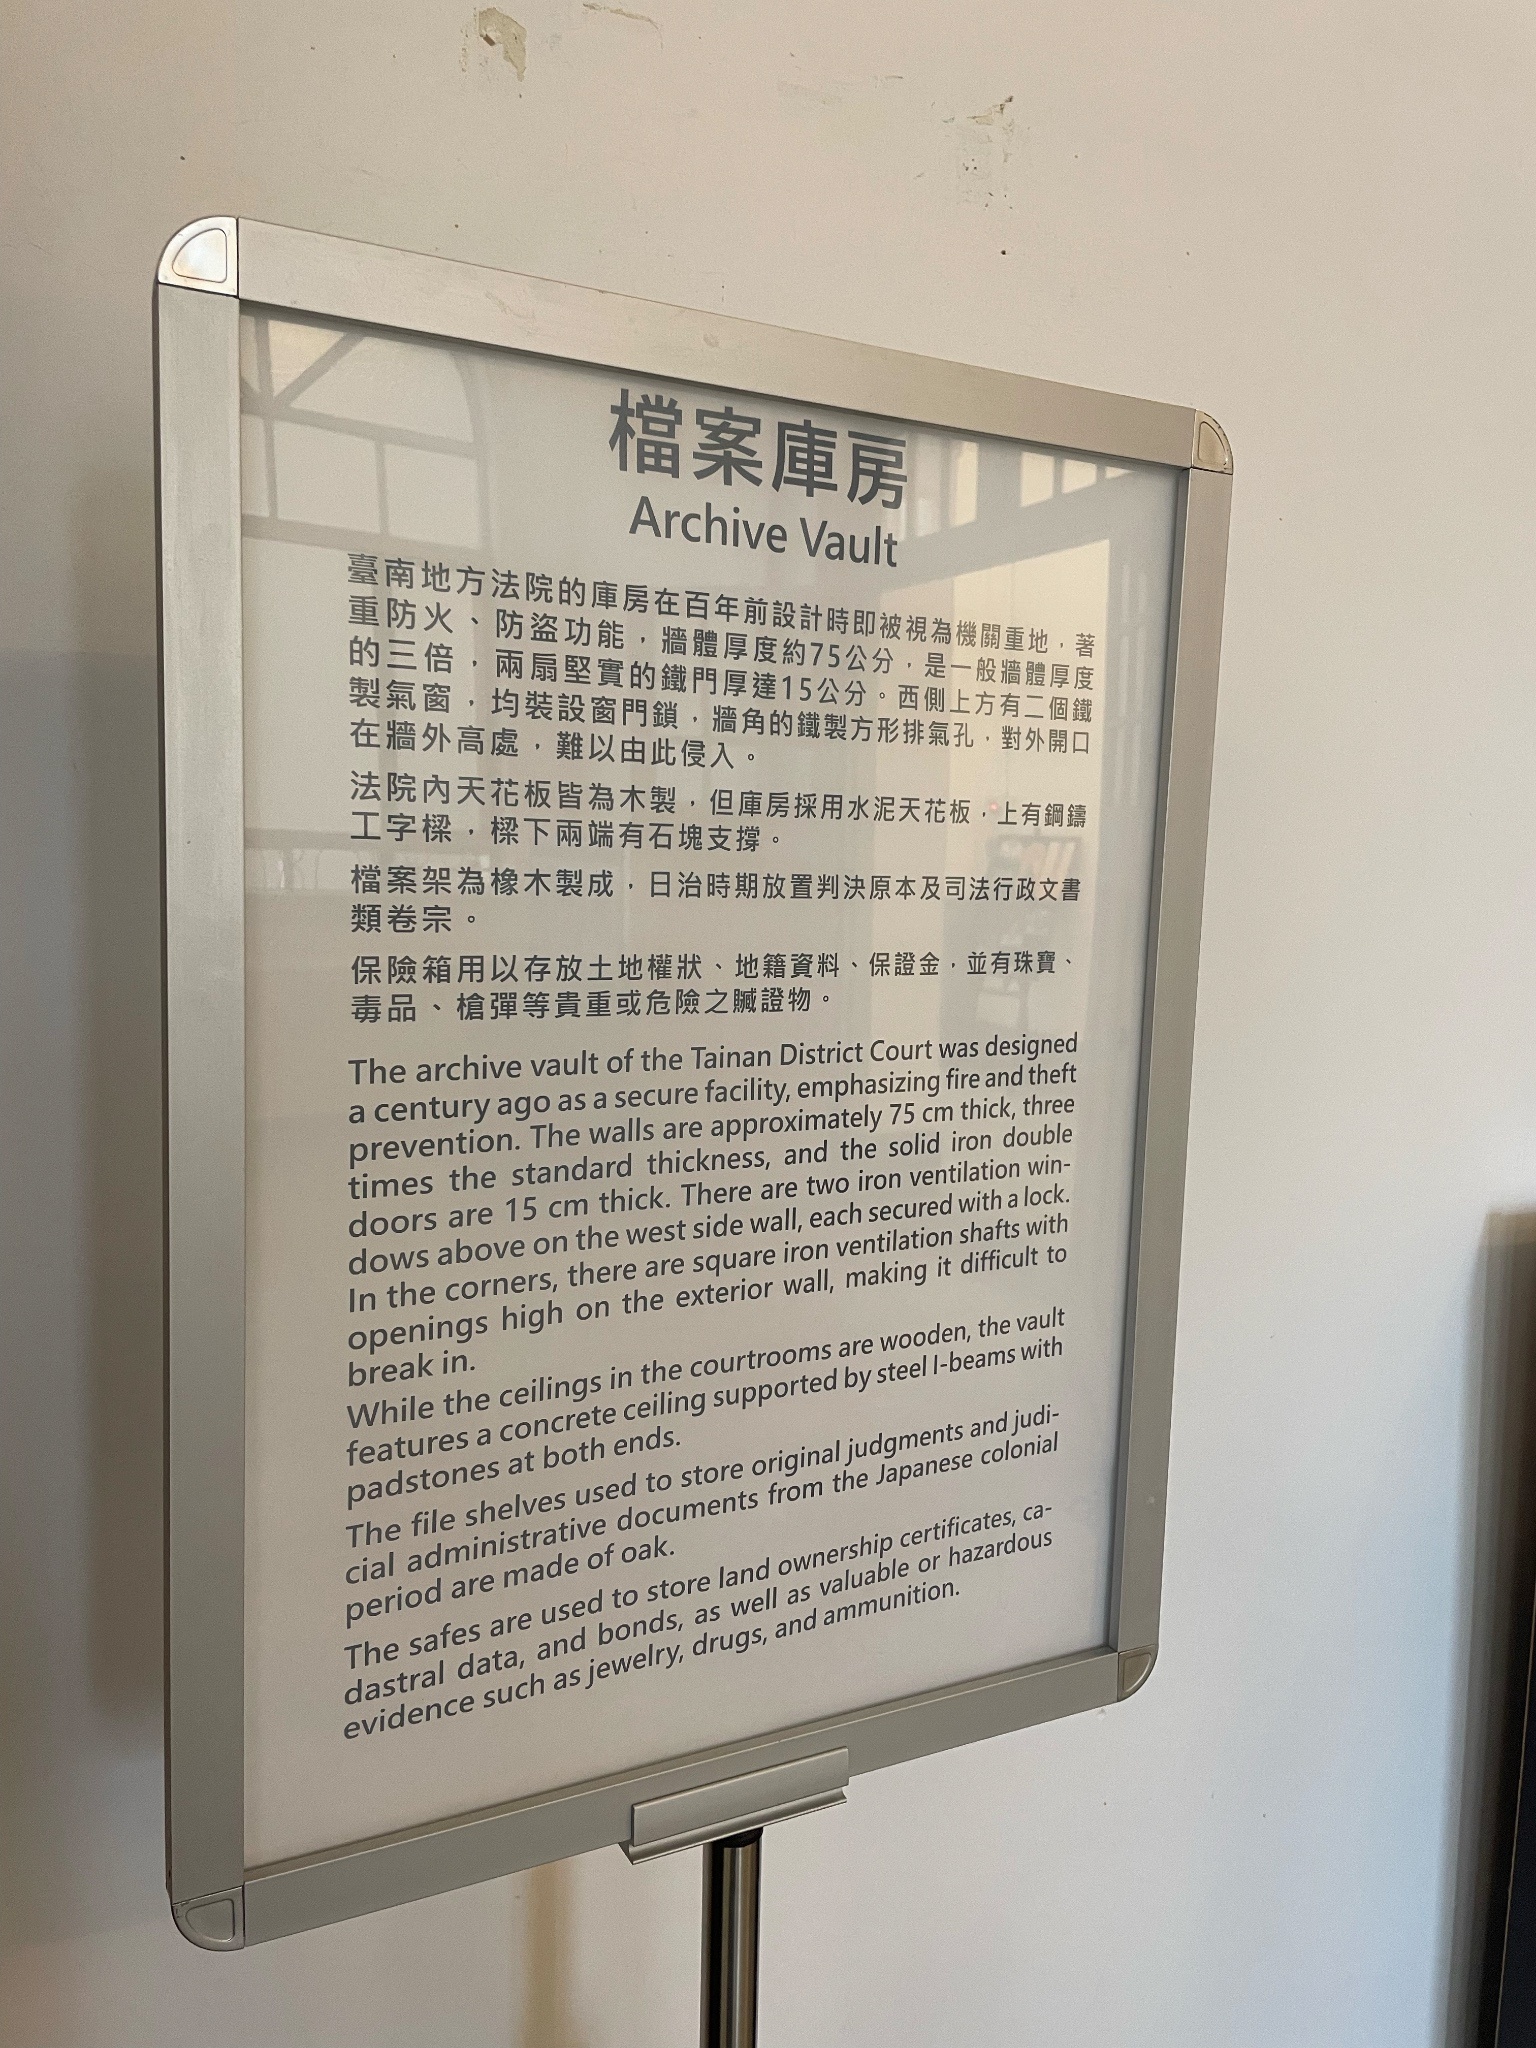 檔案庫房
Archive Vault
臺南地方法院的庫房在百年前設計時即被視為機關重地，著
重防火、防盜功能，牆體厚度約75公分，是一般牆體厚度
的三倍，兩扇堅實的鐵門厚達15公分。西側上方有二個鐵
製氣窗，均裝設窗門鎖，牆角的鐵製方形排氣孔，對外開口
在牆外高處，難以由此侵入。
法院內天花板皆為木製，但庫房採用水泥天花板，上有鋼鑄
工字樑，樑下兩端有石塊支撐。
檔案架為橡木製成，日治時期放置判決原本及司法行政文書
類卷宗。
保險箱用以存放土地權狀、地籍資料、保證金，並有珠寶、
毒品、槍彈等貴重或危險之贓證物。
The archive vault of the Tainan District Court was designed
a century ago as a secure facility, emphasizing fire and theft
prevention. The walls are approximately 75 cm thick, three
times the standard thickness, and the solid iron double
doors are 15 cm thick. There are two iron ventilation win-
dows above on the west side wall, each secured with a lock.
In the corners, there are square iron ventilation shafts with
openings high on the exterior wall, making it difficult to
break in.
While the ceilings in the courtrooms are wooden, the vault
features a concrete ceiling supported by steel I-beams with
padstones at both ends.
The file shelves used to store original judgments and judi-
cial administrative documents from the Japanese colonial
period are made of oak.
The safes are used to store land ownership certificates, ca-
dastral data, and bonds, as well as valuable or hazardous
evidence such as jewelry, drugs, and ammunition.